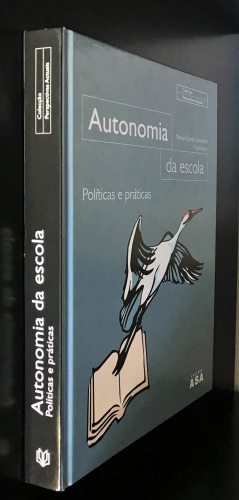 Colecção
Perspectivas Actuais
Autonomia da escola
Políticas e práticas
Colecção
Perspectivas Actuais
Autonomia
da escola
Políticas e práticas
ASA